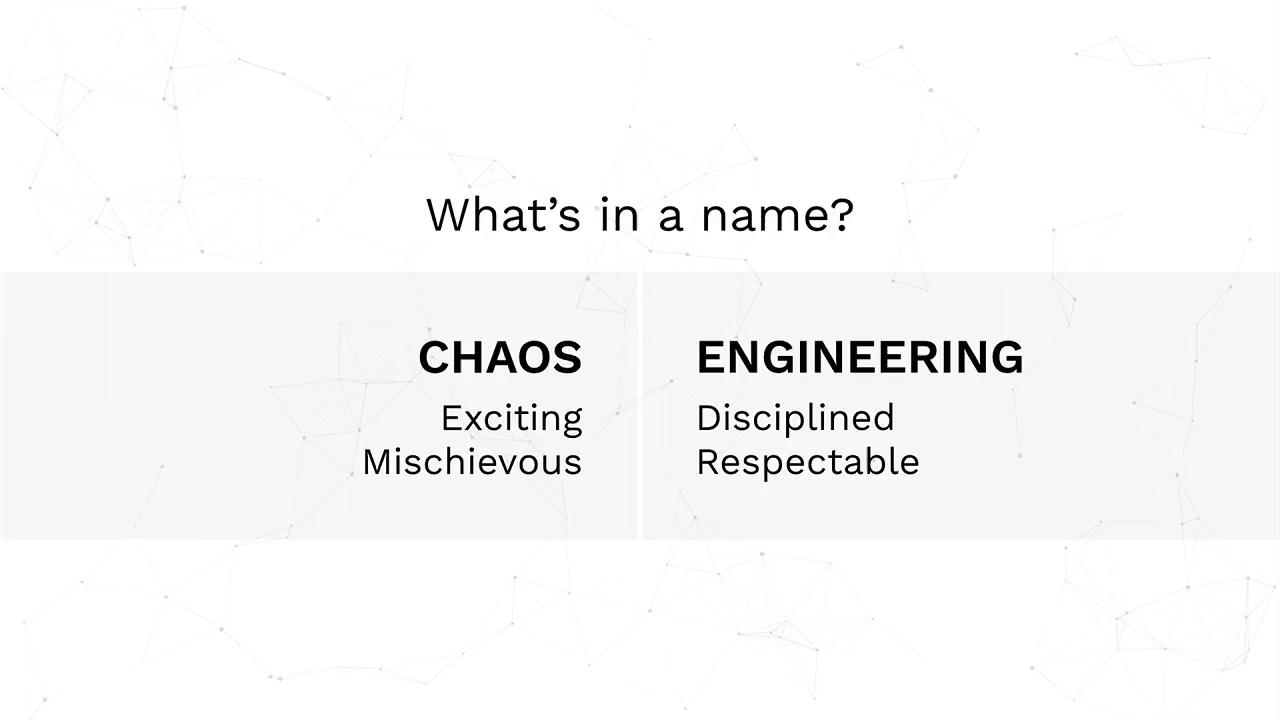 What’s in a name?
CHAOS
Exciting
Mischievous
ENGINEERING
Disciplined
Respectable